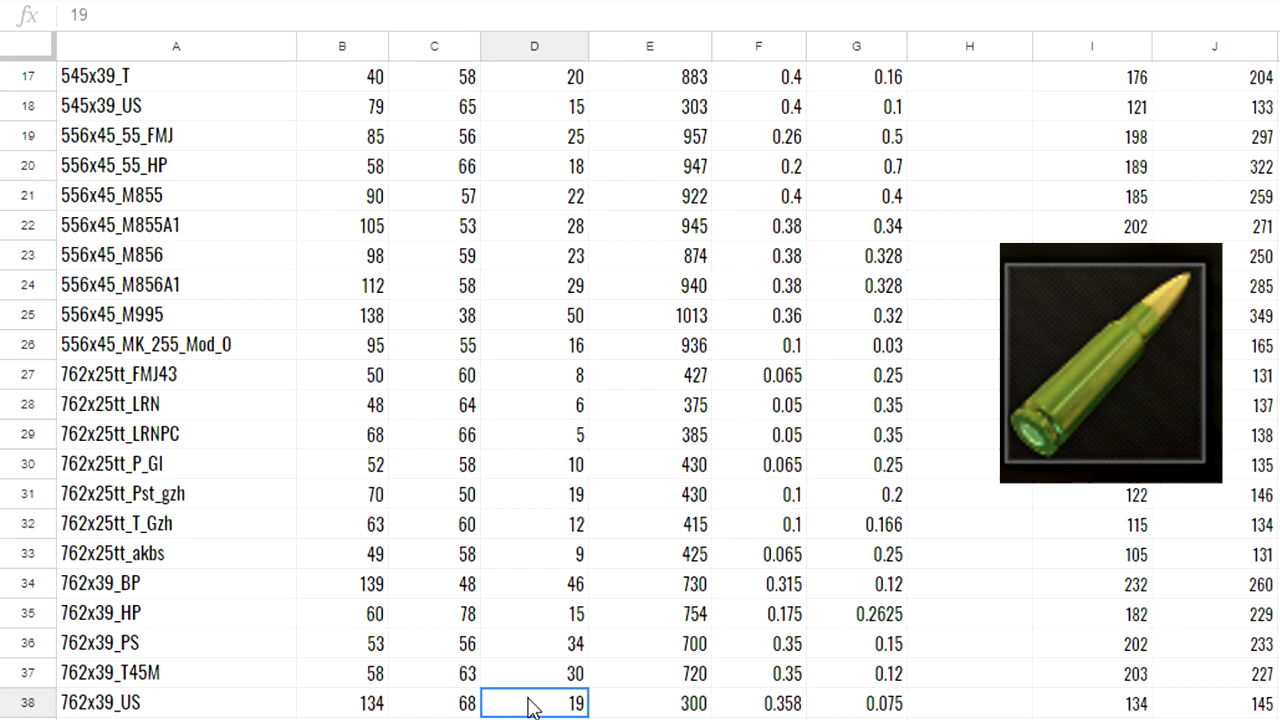 fx 19
A B C D E F G H I J
17 545x39_T 40 58 20 883 0.4 0.16 176 204
18 545x39_US 79 65 15 303 0.4 0.1 121 133
19 556x45_55_FMJ 85 56 25 957 0.26 0.5 198 297
20 556x45_55_HP 58 66 18 947 0.2 0.7 189 322
21 556x45_M855 90 57 22 922 0.4 0.4 185 259
22 556x45_M855A1 105 53 28 945 0.38 0.34 202 271
23 556x45_M856 98 59 23 874 0.38 0.328 250
24 556x45_M856A1 112 58 29 940 0.38 0.328 285
25 556x45_M995 138 38 50 1013 0.36 0.32 349
26 556x45_MK_255_Mod_0 95 55 16 936 0.1 0.03 165
27 762x25tt_FMJ43 50 60 8 427 0.065 0.25 131
28 762x25tt_LRN 48 64 6 375 0.05 0.35 137
29 762x25tt_LRNPC 68 66 5 385 0.05 0.35 138
30 762x25tt_P_Gl 52 58 10 430 0.065 0.25 135
31 762x25tt_Pst_gzh 70 50 19 430 0.1 0.2 122 146
32 762x25tt_T_Gzh 63 60 12 415 0.1 0.166 115 134
33 762x25tt_akbs 49 58 9 425 0.065 0.25 105 131
34 762x39_BP 139 48 46 730 0.315 0.12 232 260
35 762x39_HP 60 78 15 754 0.175 0.2625 182 229
36 762x39_PS 53 56 34 700 0.35 0.15 202 233
37 762x39_T45M 58 63 30 720 0.35 0.12 203 227
38 762x39_US 134 68 19 300 0.358 0.075 134 145